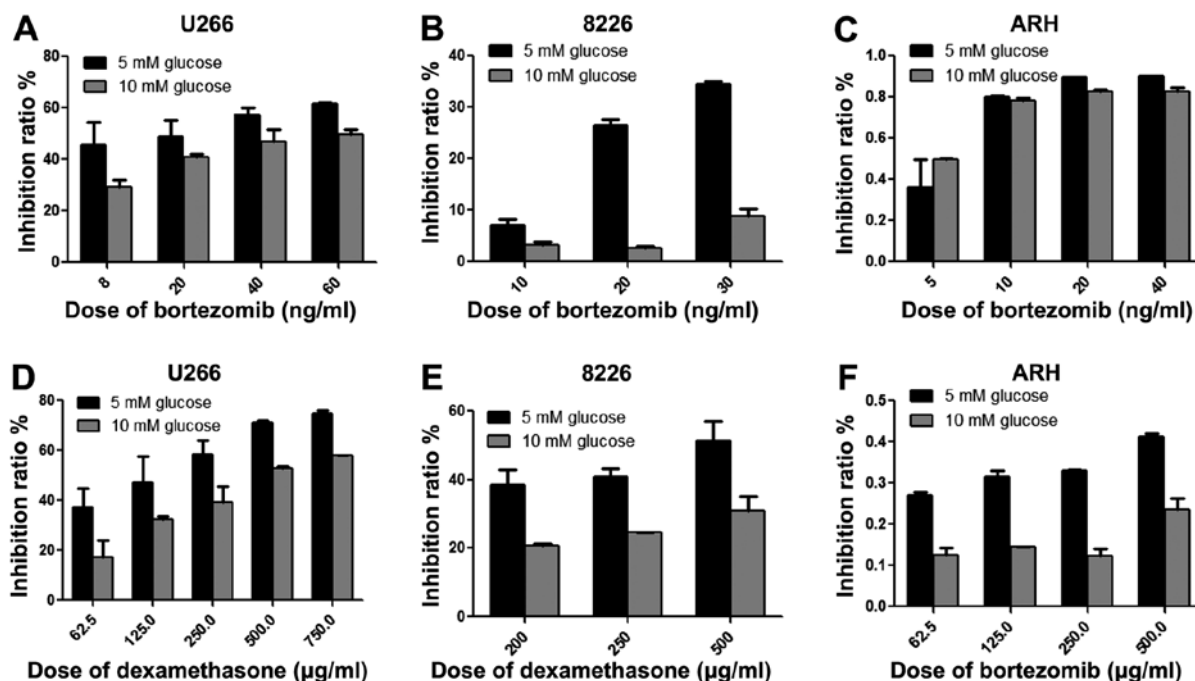 A
U266
Inhibition ratio %
80
60
40
20
0
5 mM glucose
10 mM glucose
8
20
40
60
Dose of bortezomib (ng/ml)
B
8226
Inhibition ratio %
40
30
20
10
0
5 mM glucose
10 mM glucose
10
20
30
Dose of bortezomib (ng/ml)
C
ARH
Inhibition ratio %
1.0
0.8
0.6
0.4
0.2
0.0
5 mM glucose
10 mM glucose
5
10
20
40
Dose of bortezomib (ng/ml)
D
U266
Inhibition ratio %
80
60
40
20
0
5 mM glucose
10 mM glucose
62.5
125.0
250.0
500.0
750.0
Dose of dexamethasone (µg/ml)
E
8226
Inhibition ratio %
60
40
20
0
5 mM glucose
10 mM glucose
200
250
500
Dose of dexamethasone (µg/ml)
F
ARH
Inhibition ratio %
0.5
0.4
0.3
0.2
0.1
0.0
5 mM glucose
10 mM glucose
62.5
125.0
250.0
500.0
Dose of bortezomib (µg/ml)